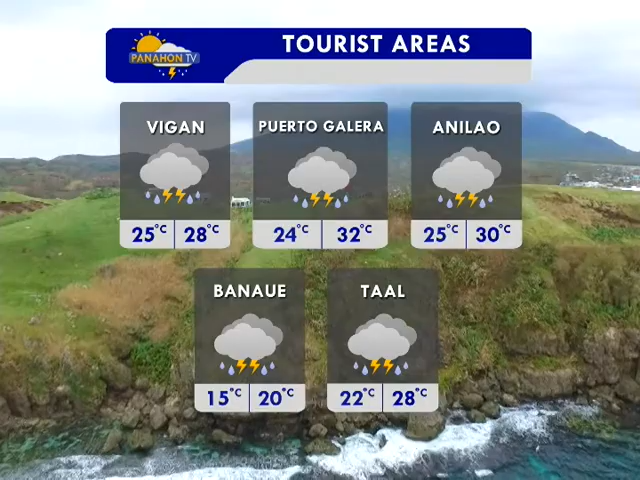 PANAHON TV
TOURIST AREAS
VIGAN
25°C 28°C
PUERTO GALERA
24°C 32°C
ANILAO
25°C 30°C
BANAUE
15°C 20°C
TAAL
22°C 28°C